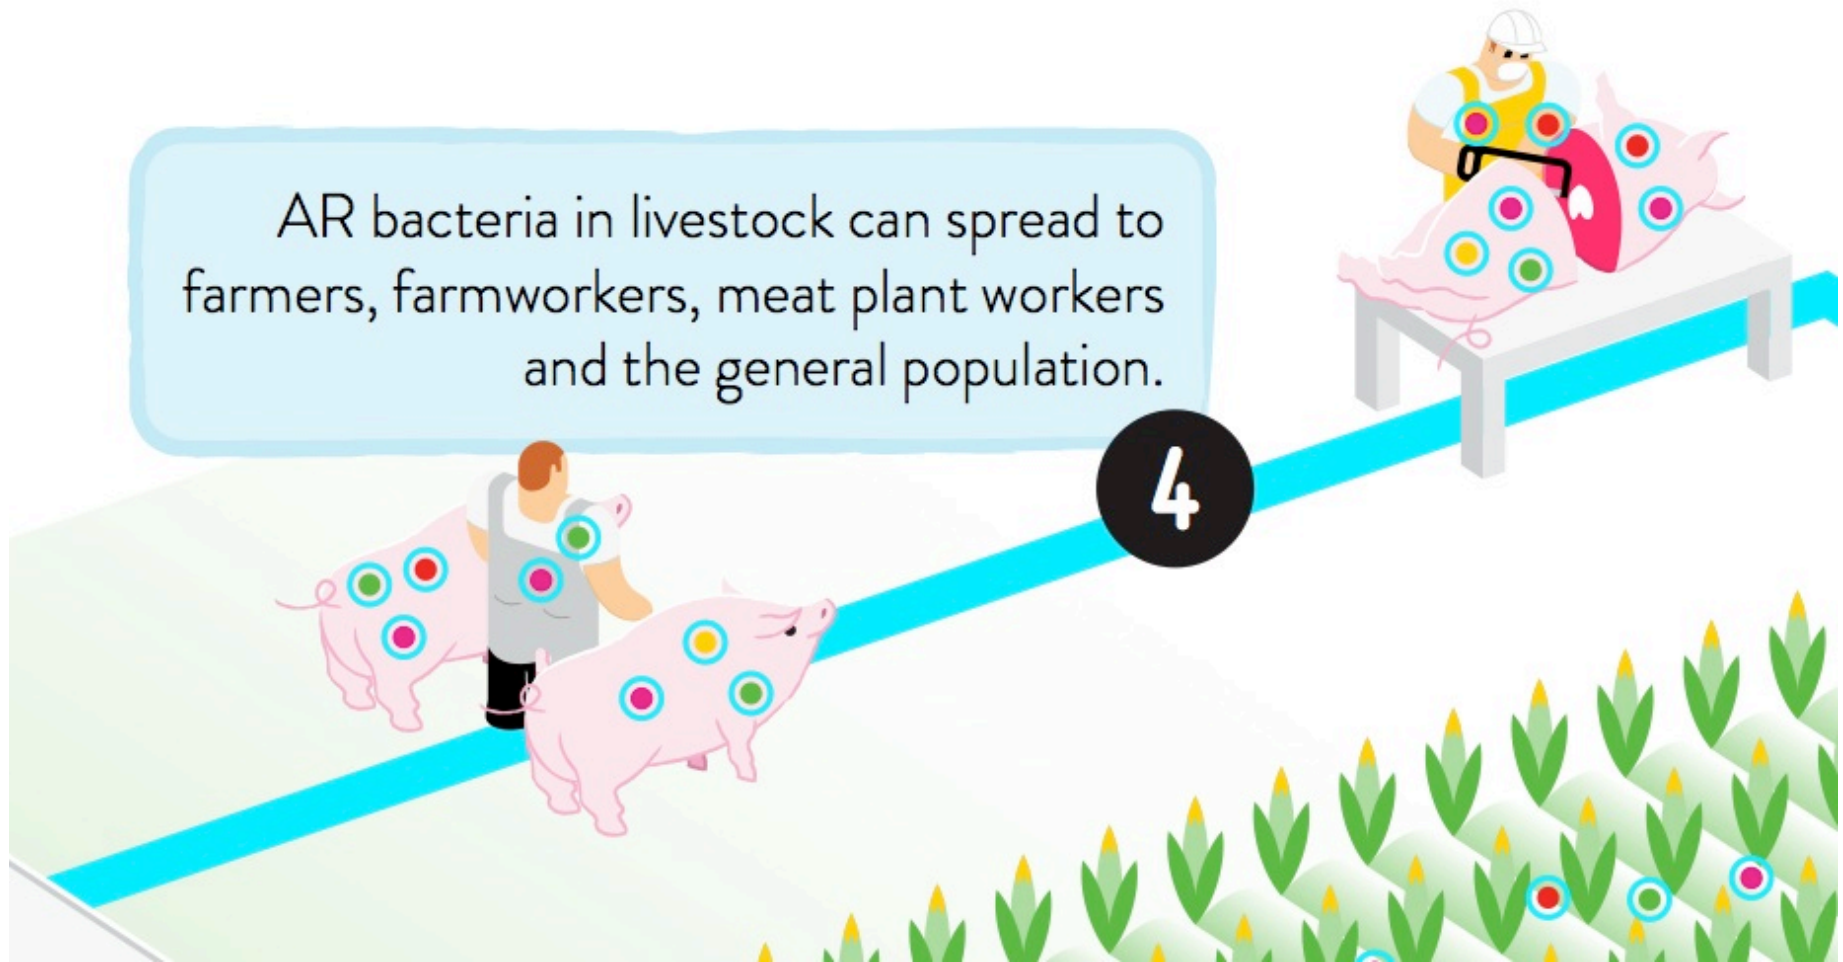 AR bacteria in livestock can spread to
farmers, farmworkers, meat plant workers
and the general population.
4